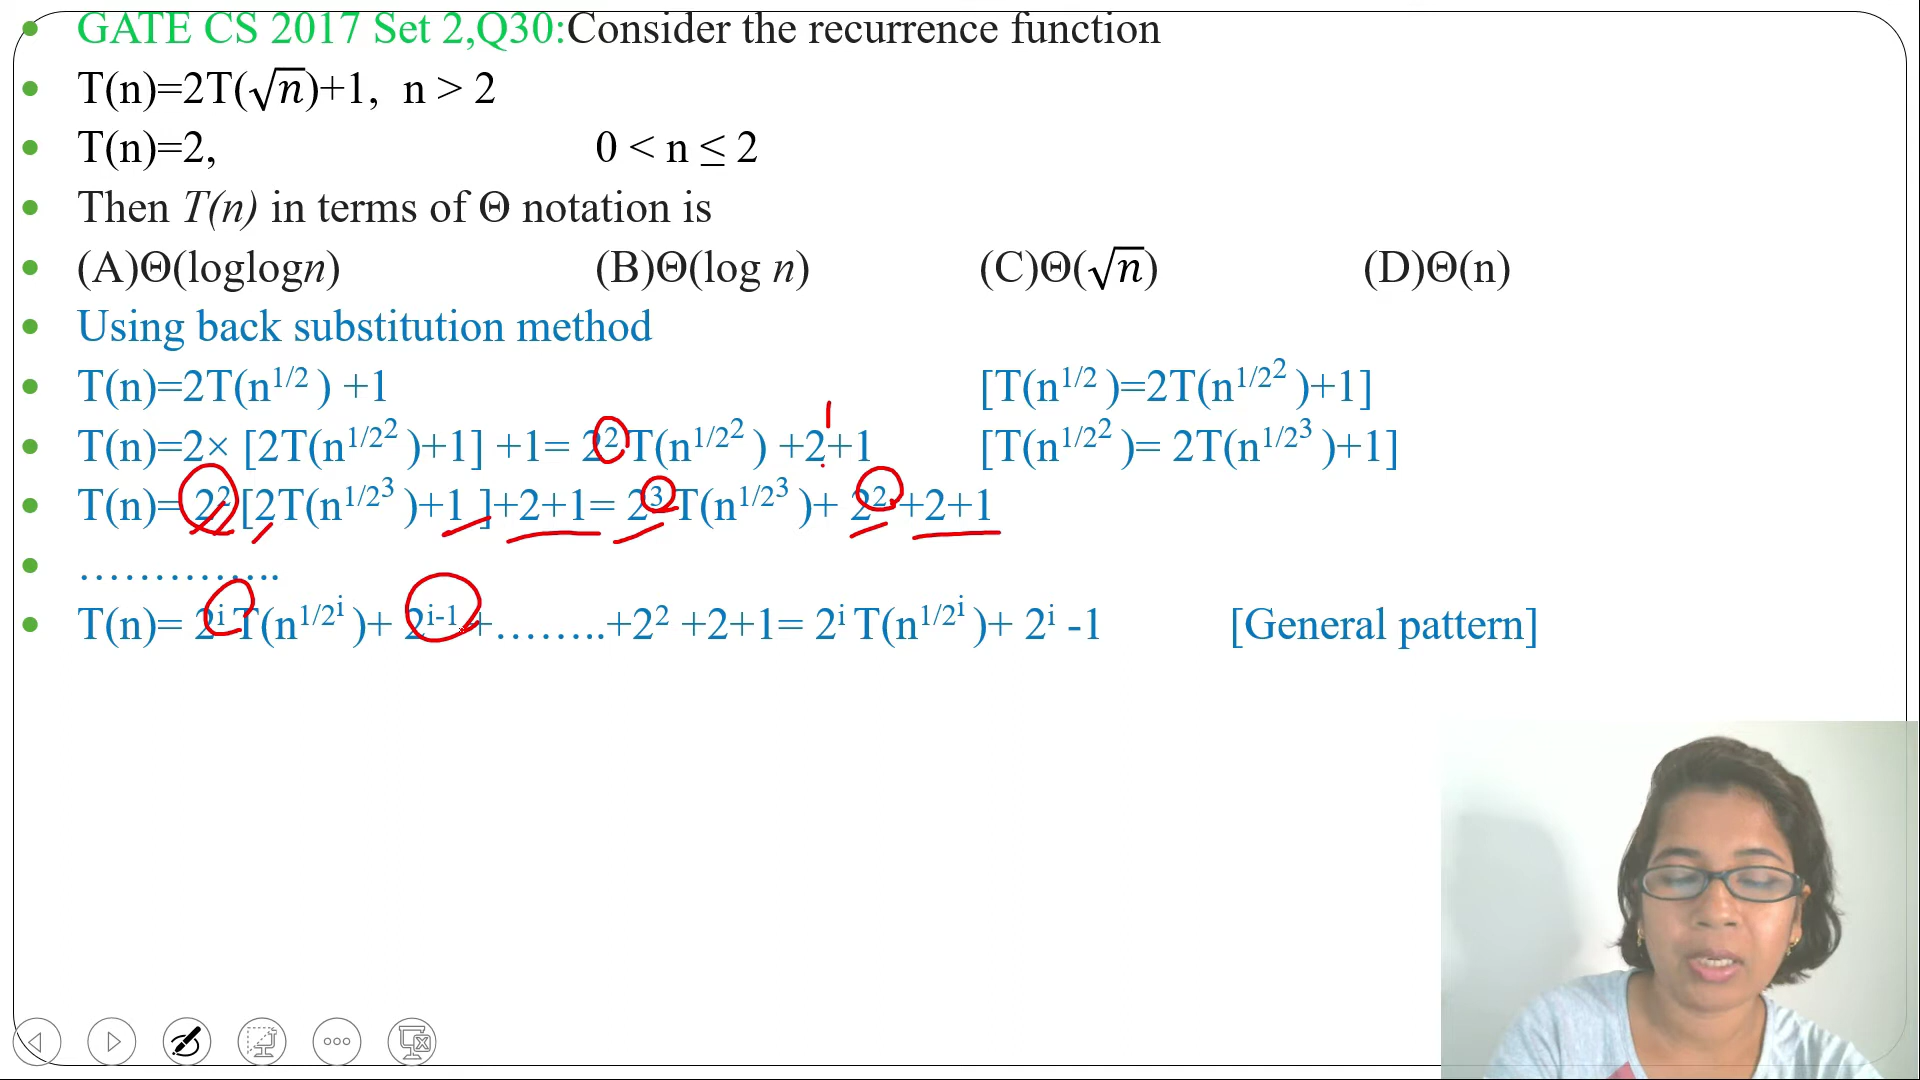 GATE CS 2017 Set 2,Q30:Consider the recurrence function
T(n)=2T(√n)+1, n > 2
T(n)=2, 0 < n ≤ 2
Then T(n) in terms of Θ notation is
(A)Θ(loglogn) (B)Θ(log n) (C)Θ(√n) (D)Θ(n)
Using back substitution method
T(n)=2T(n^1/2 ) +1 [T(n^1/2 )=2T(n^1/2^2 )+1]
T(n)=2× [2T(n^1/2^2 )+1] +1= 2^2 T(n^1/2^2 ) +2+1 [T(n^1/2^2 )= 2T(n^1/2^3 )+1]
T(n)= 2^2 [2T(n^1/2^3 )+1 ]+2+1= 2^3 T(n^1/2^3 )+ 2^2 +2+1
…………..
T(n)= 2^i T(n^1/2^i )+ 2^i-1 +……..+2^2 +2+1= 2^i T(n^1/2^i )+ 2^i -1 [General pattern]